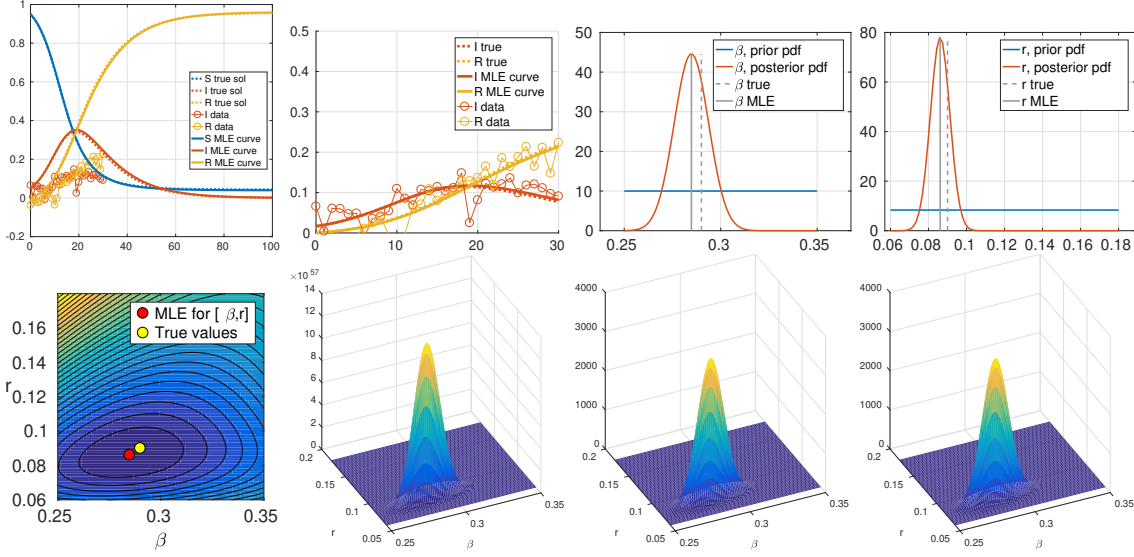 1
0.8
0.6
0.4
0.2
0
-0.2
0 20 40 60 80 100
S true sol
I true sol
R true sol
I data
R data
S MLE curve
I MLE curve
R MLE curve
0.5
0.4
0.3
0.2
0.1
0
0 10 20 30
I true
R true
I MLE curve
R MLE curve
I data
R data
50
40
30
20
10
0
0.25 0.3 0.35
β, prior pdf
β, posterior pdf
β true
β MLE
80
60
40
20
0
0.06 0.08 0.1 0.12 0.14 0.16 0.18
r, prior pdf
r, posterior pdf
r true
r MLE
0.16
0.14
r
0.12
0.1
0.08
0.06
0.25 0.3 0.35
β
MLE for [ β,r]
True values
×10 57
14
12
10
8
6
4
2
0
0.2
0.15
0.1
0.05
r
0.25
0.3
0.35
β
4000
3000
2000
1000
0
0.2
0.15
0.1
0.05
r
0.25
0.3
0.35
β
4000
3000
2000
1000
0
0.2
0.15
0.1
0.05
r
0.25
0.3
0.35
β